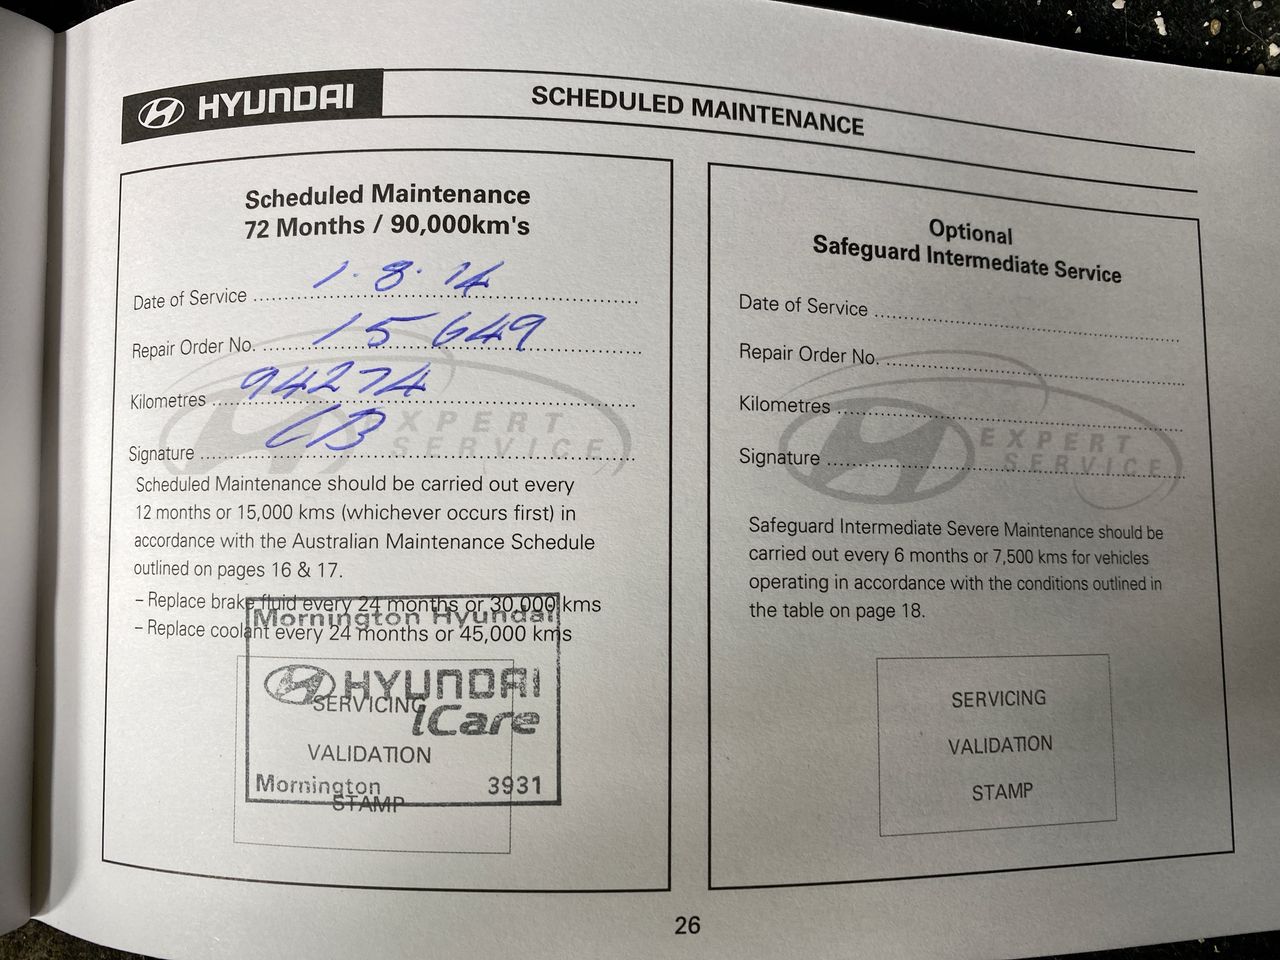 HYUNDAI
SCHEDULED MAINTENANCE
Scheduled Maintenance
72 Months / 90,000km's
Date of Service 1.8.14
Repair Order No. 15649
Kilometres 94274
Signature CB
EXPERT
SERVICE
Scheduled Maintenance should be carried out every
12 months or 15,000 kms (whichever occurs first) in
accordance with the Australian Maintenance Schedule
outlined on pages 16 & 17.
– Replace brake fluid every 24 months or 30,000 kms
– Replace coolant every 24 months or 45,000 kms
Mornington Hyundai
HYUNDAI
iCare
Mornington 3931
SERVICING
VALIDATION
STAMP
Optional
Safeguard Intermediate Service
Date of Service
Repair Order No.
Kilometres
Signature
EXPERT
SERVICE
Safeguard Intermediate Severe Maintenance should be
carried out every 6 months or 7,500 kms for vehicles
operating in accordance with the conditions outlined in
the table on page 18.
SERVICING
VALIDATION
STAMP
26